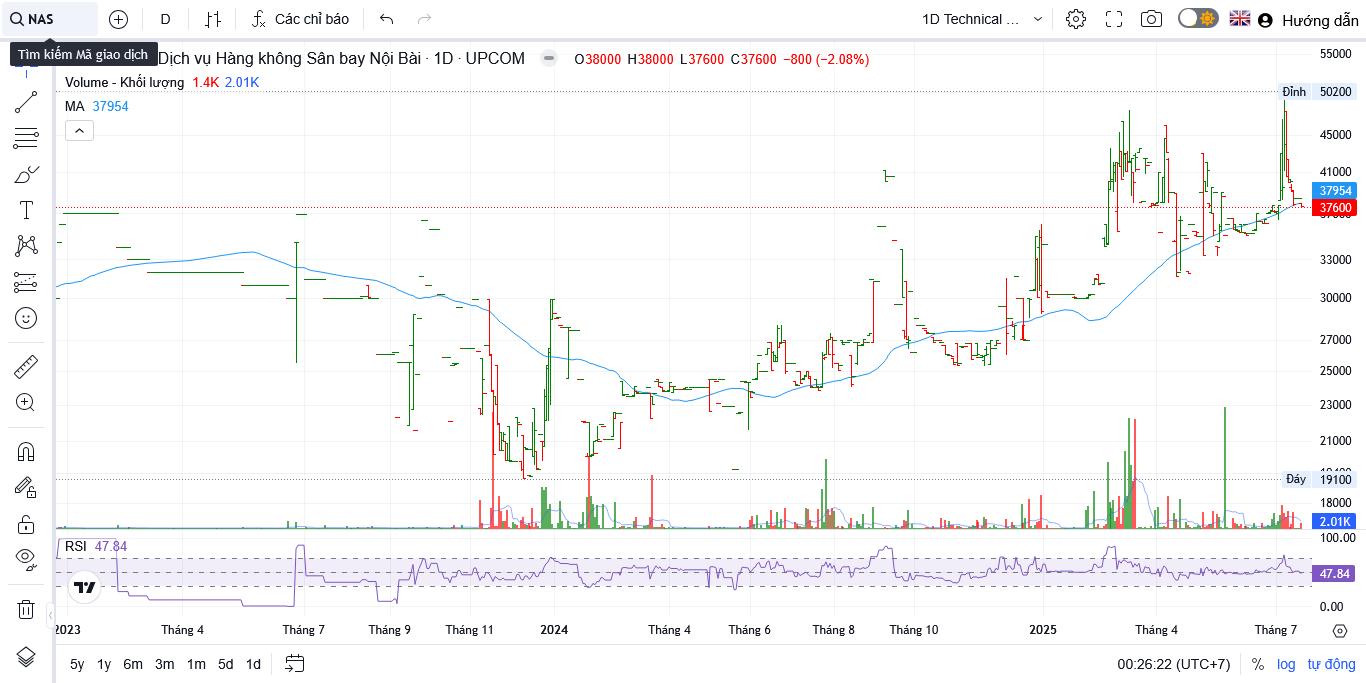 NAS
D
Các chỉ báo
1D Technical ...
Hướng dẫn
Tìm kiếm Mã giao dịch
Dịch vụ Hàng không Sân bay Nội Bài · 1D · UPCOM
O38000 H38000 L37600 C37600 −800 (−2.08%)
Volume - Khối lượng 1.4K 2.01K
MA 37954
55000
Đỉnh 50200
45000
41000
37954
37600
33000
30000
27000
25000
23000
21000
Đáy 19100
18000
2.01K
RSI 47.84
100.00
47.84
0.00
2023 Tháng 4 Tháng 7 Tháng 9 Tháng 11 2024 Tháng 4 Tháng 6 Tháng 8 Tháng 10 2025 Tháng 4 Tháng 7
5y 1y 6m 3m 1m 5d 1d
00:26:22 (UTC+7) % log tự động